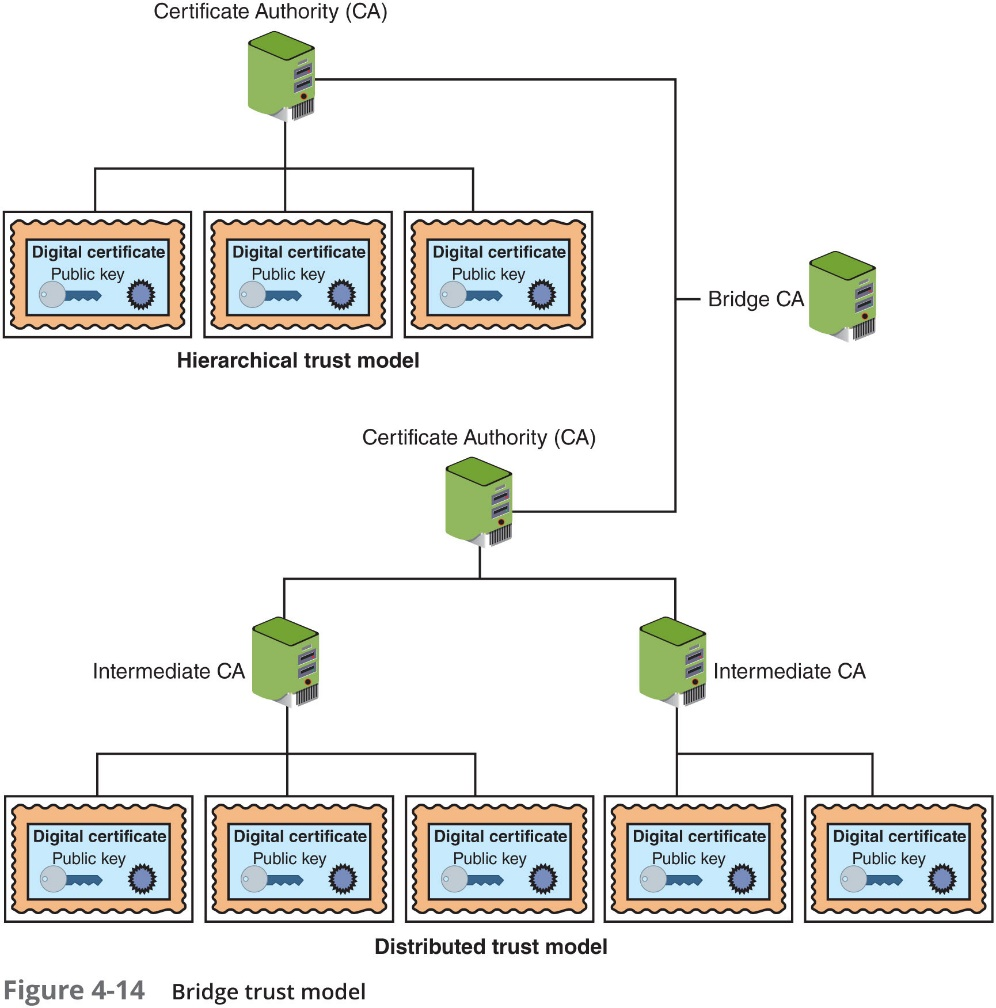 Certificate Authority (CA)
Digital certificate
Public key
Digital certificate
Public key
Digital certificate
Public key
Hierarchical trust model
Bridge CA
Certificate Authority (CA)
Intermediate CA
Intermediate CA
Digital certificate
Public key
Digital certificate
Public key
Digital certificate
Public key
Digital certificate
Public key
Digital certificate
Public key
Distributed trust model
Figure 4-14 Bridge trust model